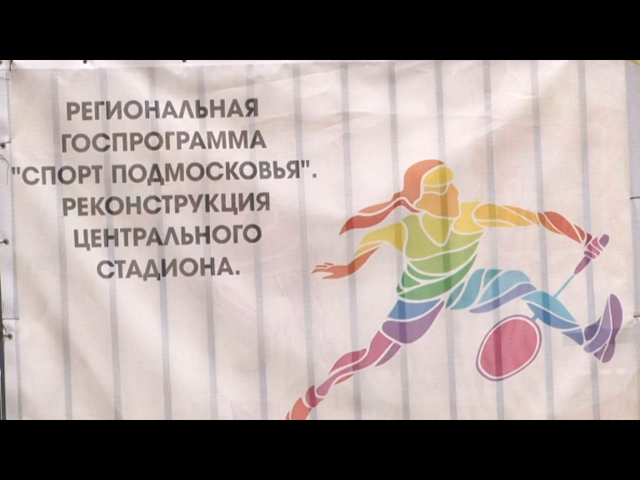 РЕГИОНАЛЬНАЯ
ГОСПРОГРАММА
"СПОРТ ПОДМОСКОВЬЯ".
РЕКОНСТРУКЦИЯ
ЦЕНТРАЛЬНОГО
СТАДИОНА.